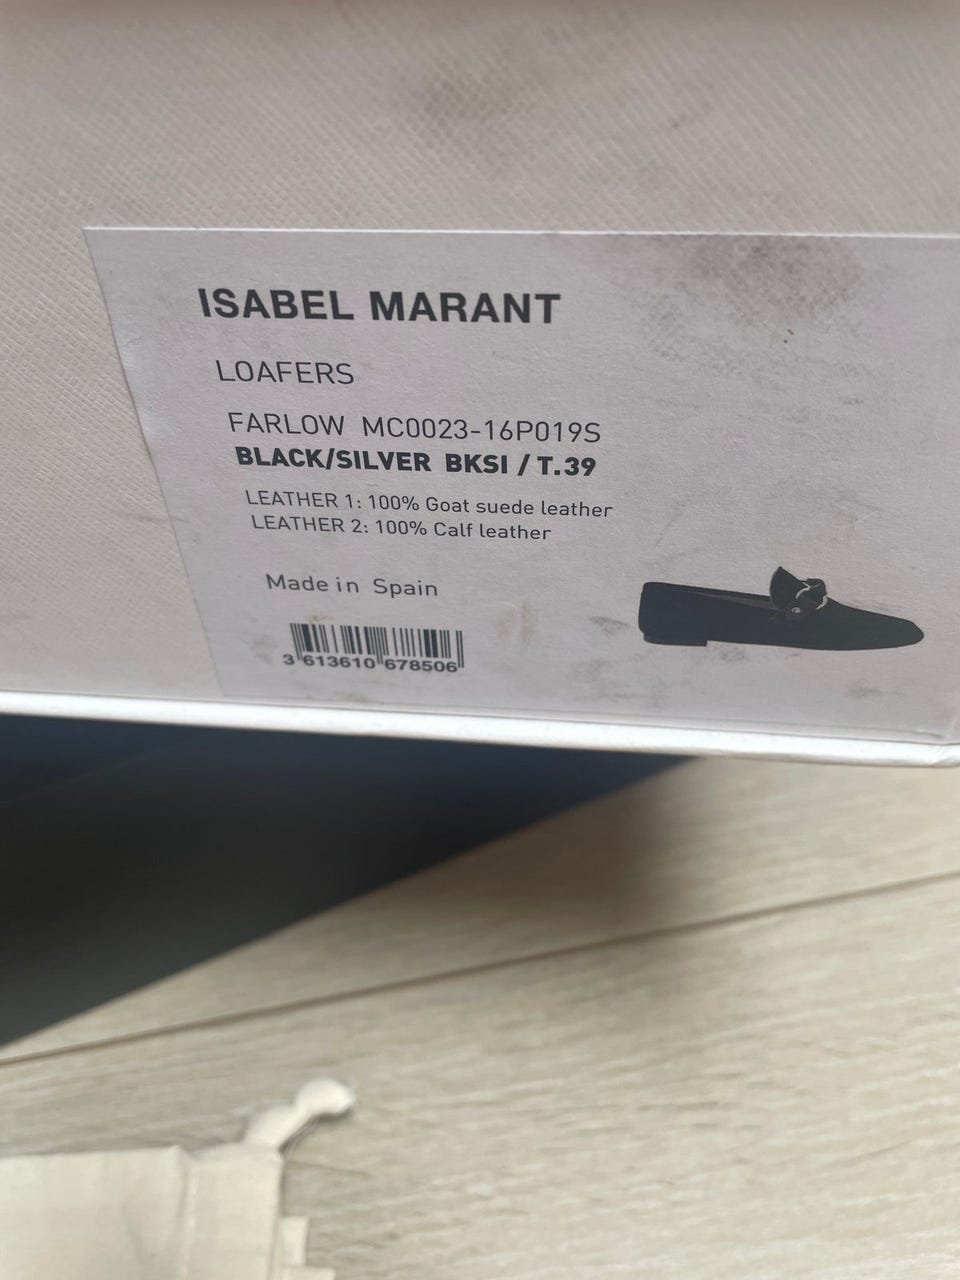 ISABEL MARANT
LOAFERS
FARLOW MC0023-16P019S
BLACK/SILVER BKSI / T.39
LEATHER 1: 100% Goat suede leather
LEATHER 2: 100% Calf leather
Made in Spain
3 613610 678506